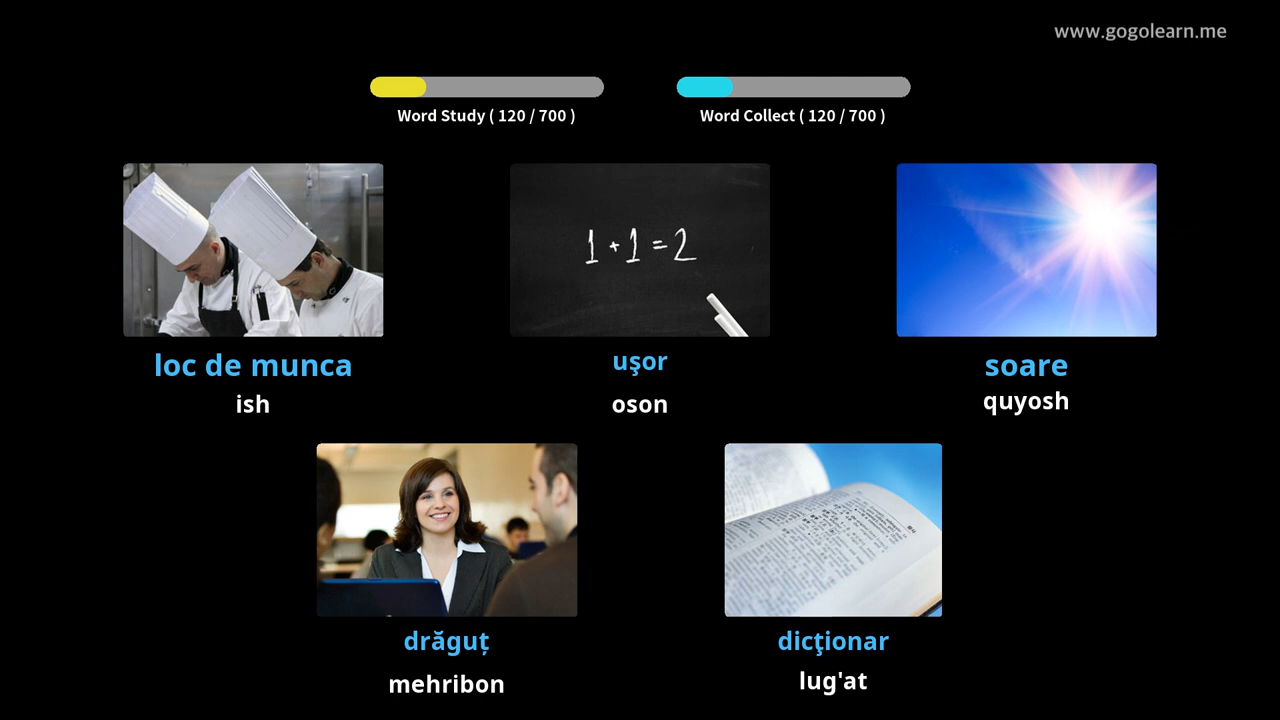 www.gogolearn.me
Word Study ( 120 / 700 )
Word Collect ( 120 / 700 )
1 + 1 = 2
loc de munca
uşor
soare
ish
oson
quyosh
drăguț
dicţionar
mehribon
lug'at